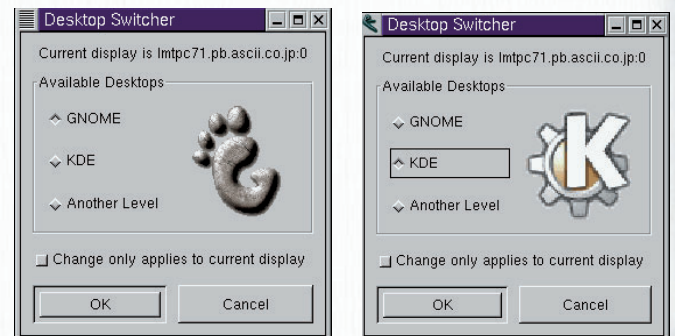 Desktop Switcher
Current display is lmtpc71.pb.ascii.co.jp:0
Available Desktops
GNOME
KDE
Another Level
Change only applies to current display
OK
Cancel
Desktop Switcher
Current display is lmtpc71.pb.ascii.co.jp:0
Available Desktops
GNOME
KDE
Another Level
Change only applies to current display
OK
Cancel